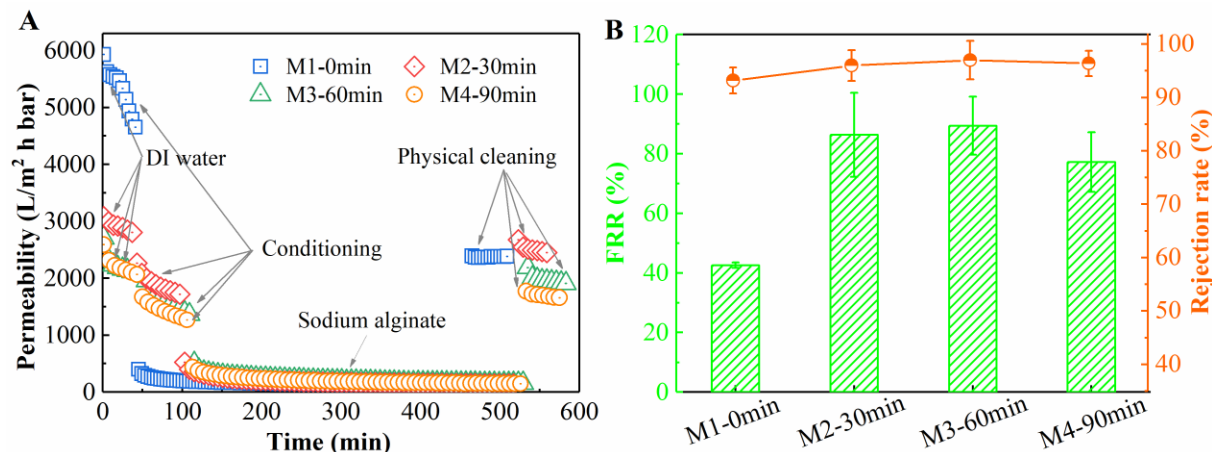 A
Permeability (L/m² h bar)
6000
5000
4000
3000
2000
1000
0
M1-0min
M2-30min
M3-60min
M4-90min
DI water
Physical cleaning
Conditioning
Sodium alginate
0 100 200 300 400 500 600
Time (min)
B
FRR (%)
120
100
80
60
40
20
0
100
90
80
70
60
50
40
Rejection rate (%)
M1-0min
M2-30min
M3-60min
M4-90min